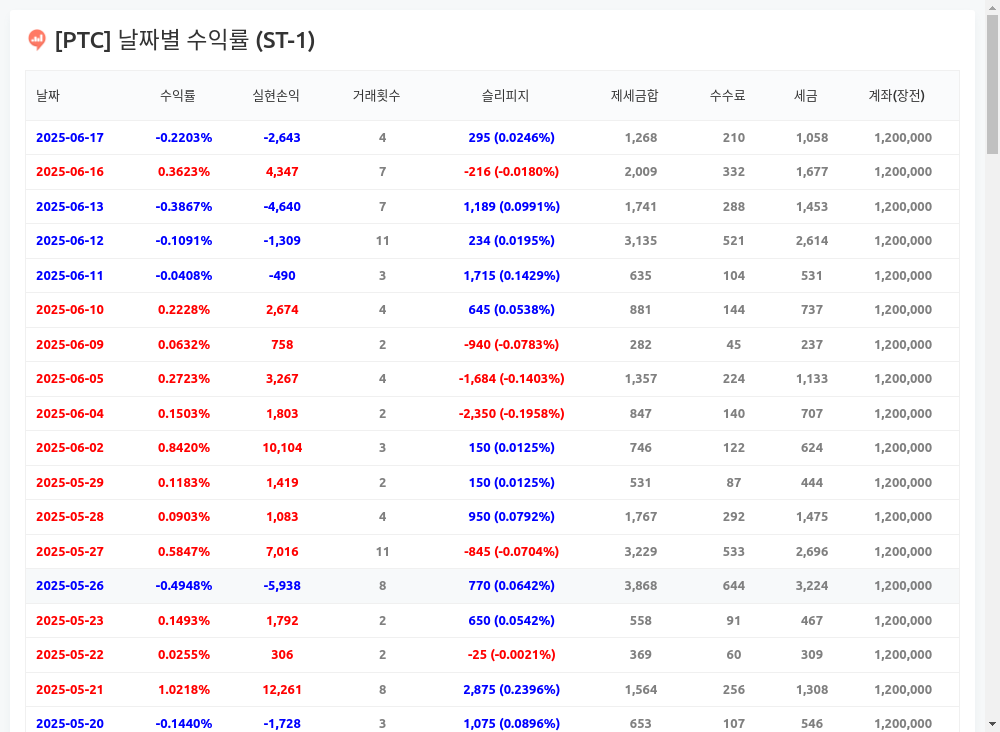 [PTC] 날짜별 수익률 (ST-1)
날짜 수익률 실현손익 거래횟수 슬리피지 제세금합 수수료 세금 계좌(장전)
2025-06-17 -0.2203% -2,643 4 295 (0.0246%) 1,268 210 1,058 1,200,000
2025-06-16 0.3623% 4,347 7 -216 (-0.0180%) 2,009 332 1,677 1,200,000
2025-06-13 -0.3867% -4,640 7 1,189 (0.0991%) 1,741 288 1,453 1,200,000
2025-06-12 -0.1091% -1,309 11 234 (0.0195%) 3,135 521 2,614 1,200,000
2025-06-11 -0.0408% -490 3 1,715 (0.1429%) 635 104 531 1,200,000
2025-06-10 0.2228% 2,674 4 645 (0.0538%) 881 144 737 1,200,000
2025-06-09 0.0632% 758 2 -940 (-0.0783%) 282 45 237 1,200,000
2025-06-05 0.2723% 3,267 4 -1,684 (-0.1403%) 1,357 224 1,133 1,200,000
2025-06-04 0.1503% 1,803 2 -2,350 (-0.1958%) 847 140 707 1,200,000
2025-06-02 0.8420% 10,104 3 150 (0.0125%) 746 122 624 1,200,000
2025-05-29 0.1183% 1,419 2 150 (0.0125%) 531 87 444 1,200,000
2025-05-28 0.0903% 1,083 4 950 (0.0792%) 1,767 292 1,475 1,200,000
2025-05-27 0.5847% 7,016 11 -845 (-0.0704%) 3,229 533 2,696 1,200,000
2025-05-26 -0.4948% -5,938 8 770 (0.0642%) 3,868 644 3,224 1,200,000
2025-05-23 0.1493% 1,792 2 650 (0.0542%) 558 91 467 1,200,000
2025-05-22 0.0255% 306 2 -25 (-0.0021%) 369 60 309 1,200,000
2025-05-21 1.0218% 12,261 8 2,875 (0.2396%) 1,564 256 1,308 1,200,000
2025-05-20 -0.1440% -1,728 3 1,075 (0.0896%) 653 107 546 1,200,000